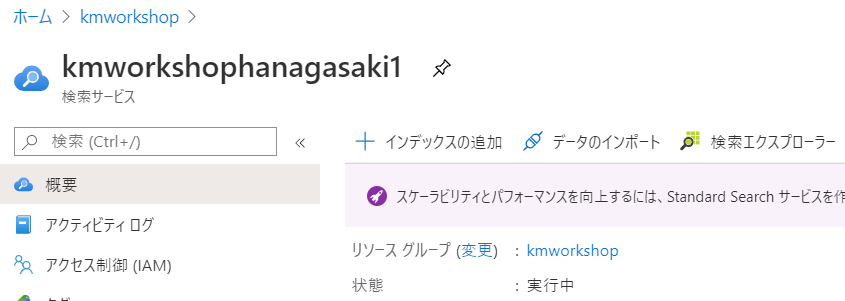 ホーム > kmworkshop >
kmworkshophanagasaki1
検索サービス
検索 (Ctrl+/) «
インデックスの追加 データのインポート 検索エクスプローラー
概要
スケーラビリティとパフォーマンスを向上するには、Standard Search サービスを作
アクティビティ ログ
リソース グループ (変更) : kmworkshop
アクセス制御 (IAM)
状態 : 実行中